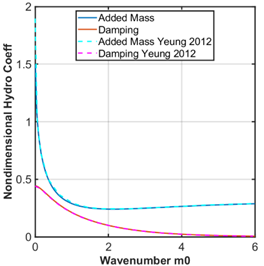 2
Added Mass
Damping
Added Mass Yeung 2012
Damping Yeung 2012
1.5
1
0.5
0
0 2 4 6
Nondimensional Hydro Coeff
Wavenumber m0